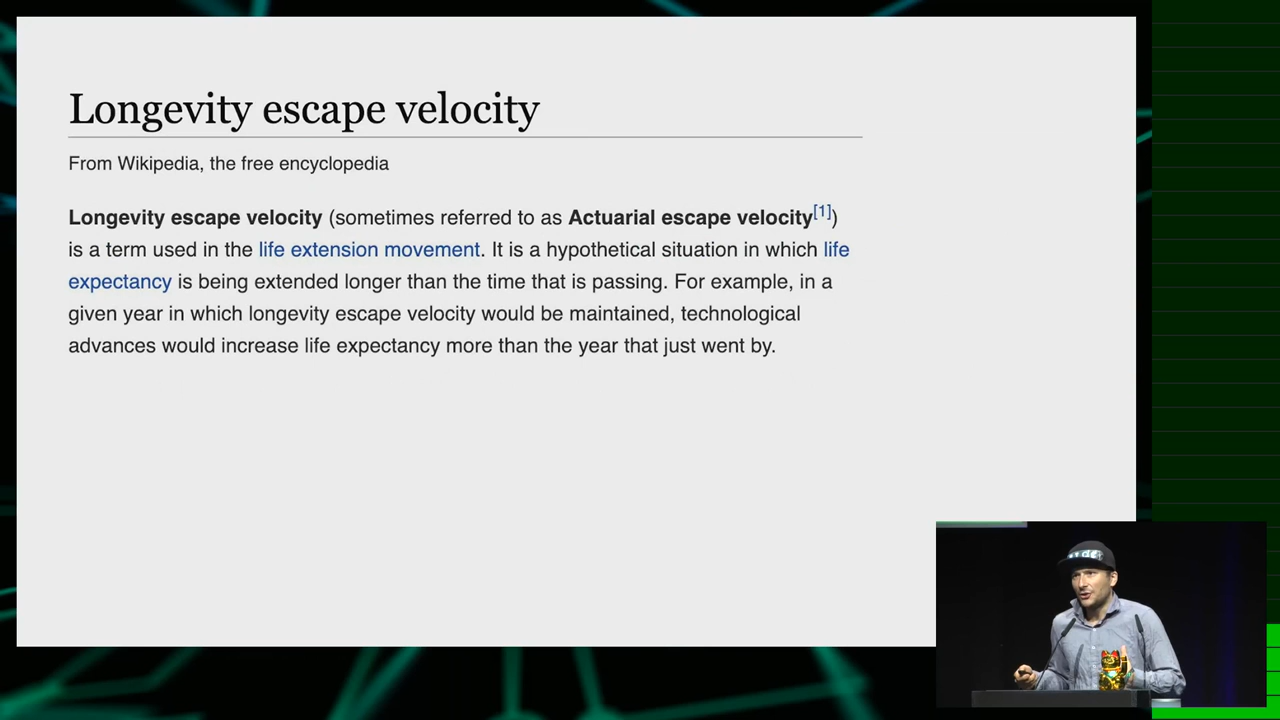 Longevity escape velocity
From Wikipedia, the free encyclopedia
Longevity escape velocity (sometimes referred to as Actuarial escape velocity[1])
is a term used in the life extension movement. It is a hypothetical situation in which life
expectancy is being extended longer than the time that is passing. For example, in a
given year in which longevity escape velocity would be maintained, technological
advances would increase life expectancy more than the year that just went by.